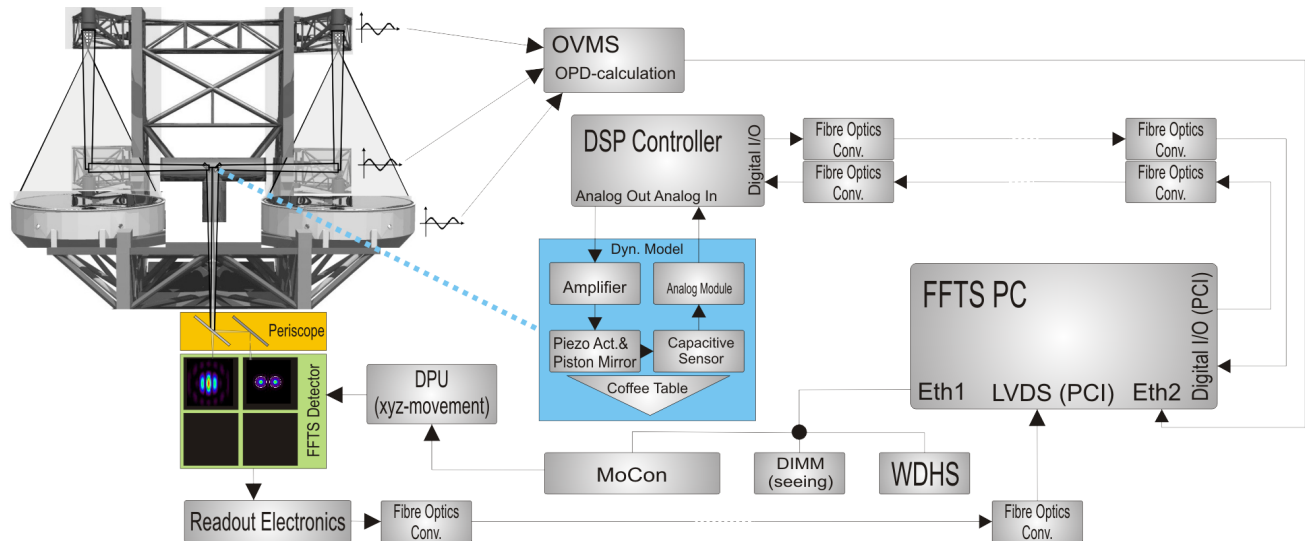 OVMS
OPD-calculation
DSP Controller
Digital I/O
Analog Out Analog In
Fibre Optics
Conv.
Fibre Optics
Conv.
Fibre Optics
Conv.
Fibre Optics
Conv.
Dyn. Model
Amplifier
Analog Module
Piezo Act.&
Piston Mirror
Capacitive
Sensor
Coffee Table
FFTS PC
Digital I/O (PCI)
Eth1
LVDS (PCI)
Eth2
Periscope
FFTS Detector
DPU
(xyz-movement)
MoCon
DIMM
(seeing)
WDHS
Readout Electronics
Fibre Optics
Conv.
Fibre Optics
Conv.